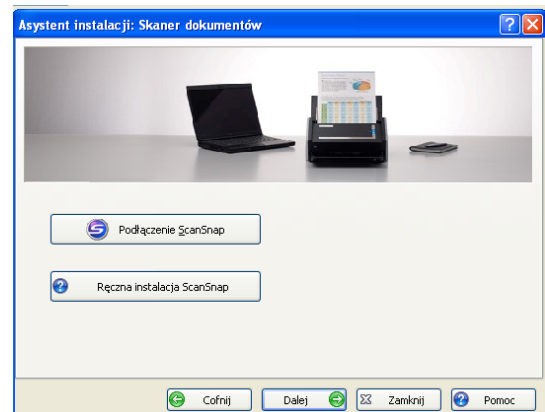 Asystent instalacji: Skaner dokumentów
Podłączenie ScanSnap
Ręczna instalacja ScanSnap
Cofnij
Dalej
Zamknij
Pomoc